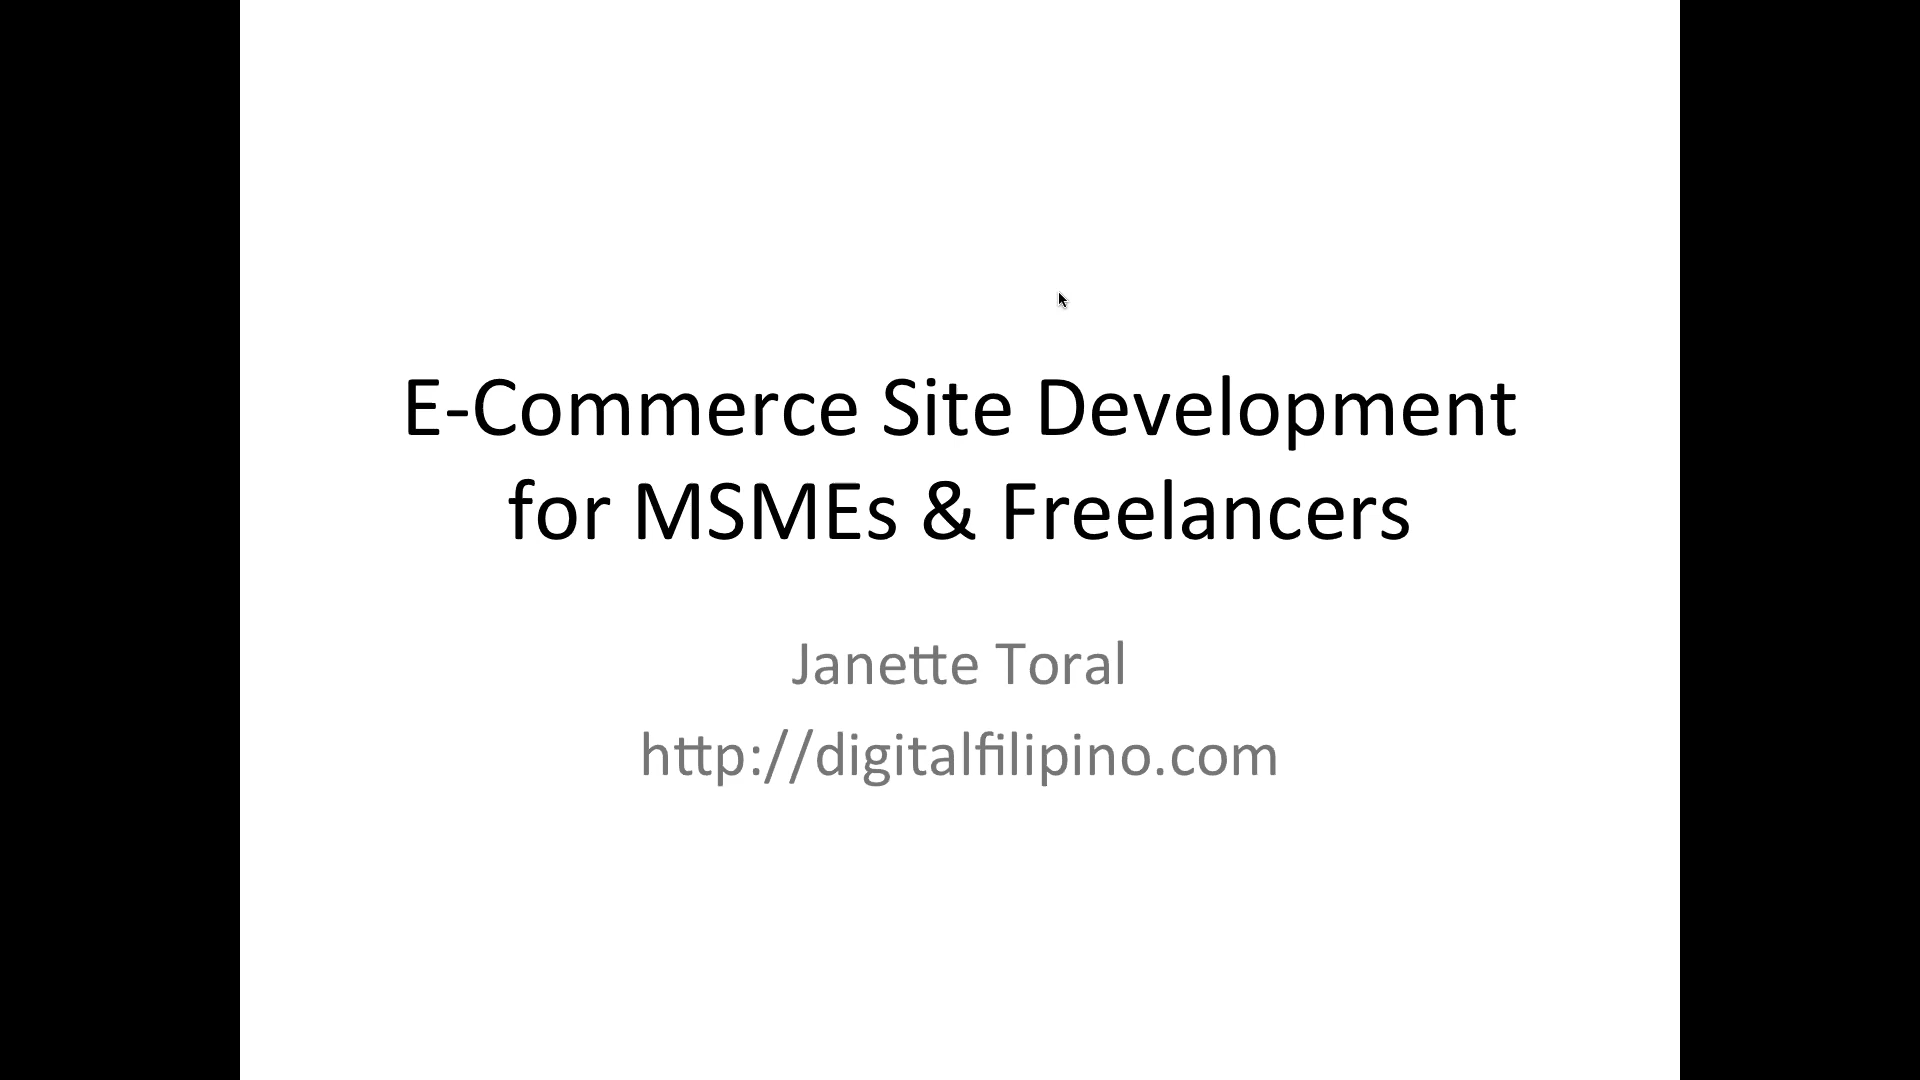 E-Commerce Site Development
for MSMEs & Freelancers
Janette Toral
http://digitalfilipino.com